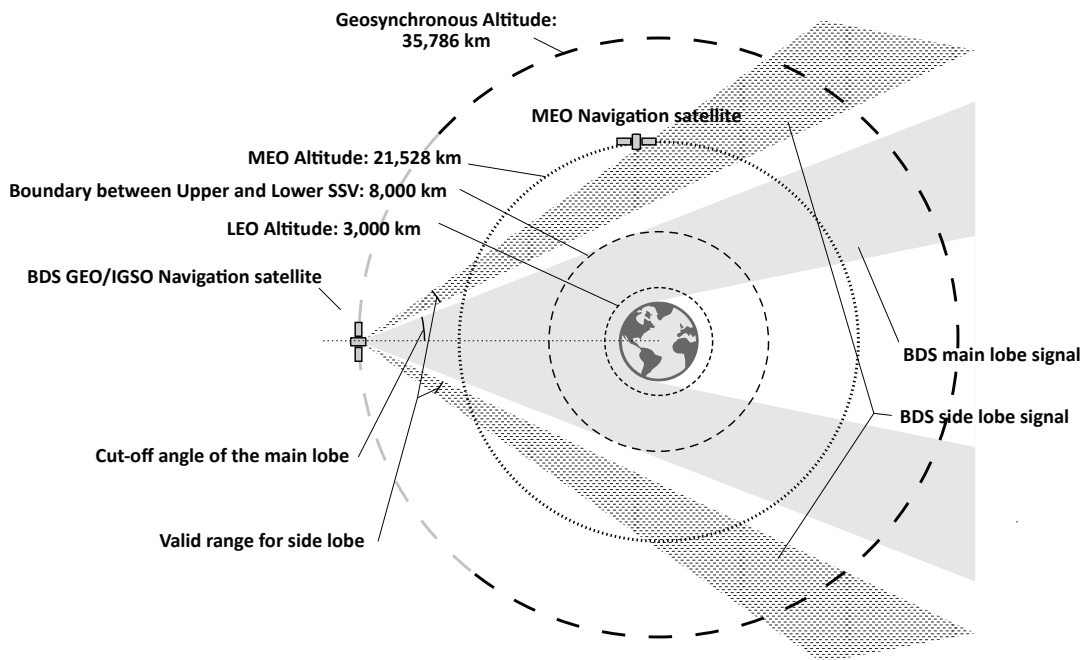 Geosynchronous Altitude:
35,786 km
MEO Navigation satellite
MEO Altitude: 21,528 km
Boundary between Upper and Lower SSV: 8,000 km
LEO Altitude: 3,000 km
BDS GEO/IGSO Navigation satellite
BDS main lobe signal
BDS side lobe signal
Cut-off angle of the main lobe
Valid range for side lobe